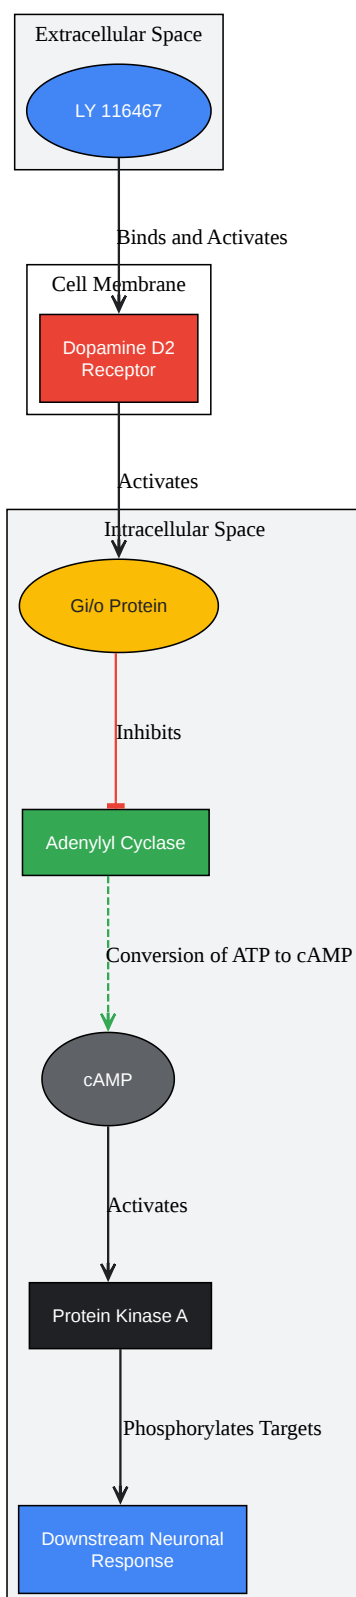 Extracellular Space
LY 116467
Binds and Activates
Cell Membrane
Dopamine D2
Receptor
Activates
Intracellular Space
Gi/o Protein
Inhibits
Adenylyl Cyclase
Conversion of ATP to cAMP
cAMP
Activates
Protein Kinase A
Phosphorylates Targets
Downstream Neuronal
Response